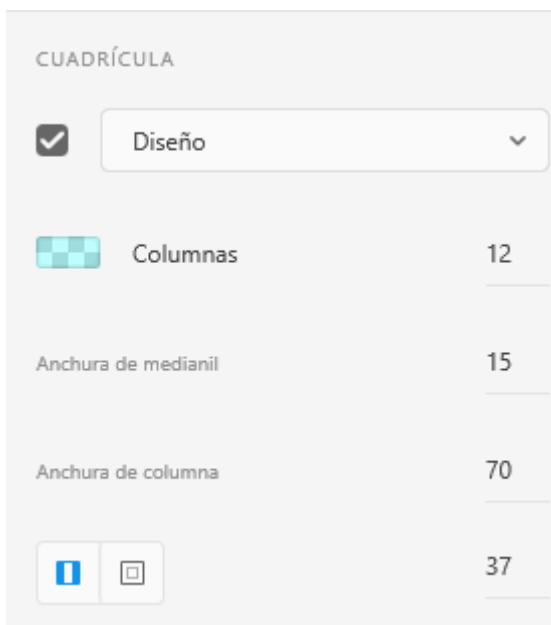 CUADRÍCULA
Diseño
Columnas 12
Anchura de medianil 15
Anchura de columna 70
37